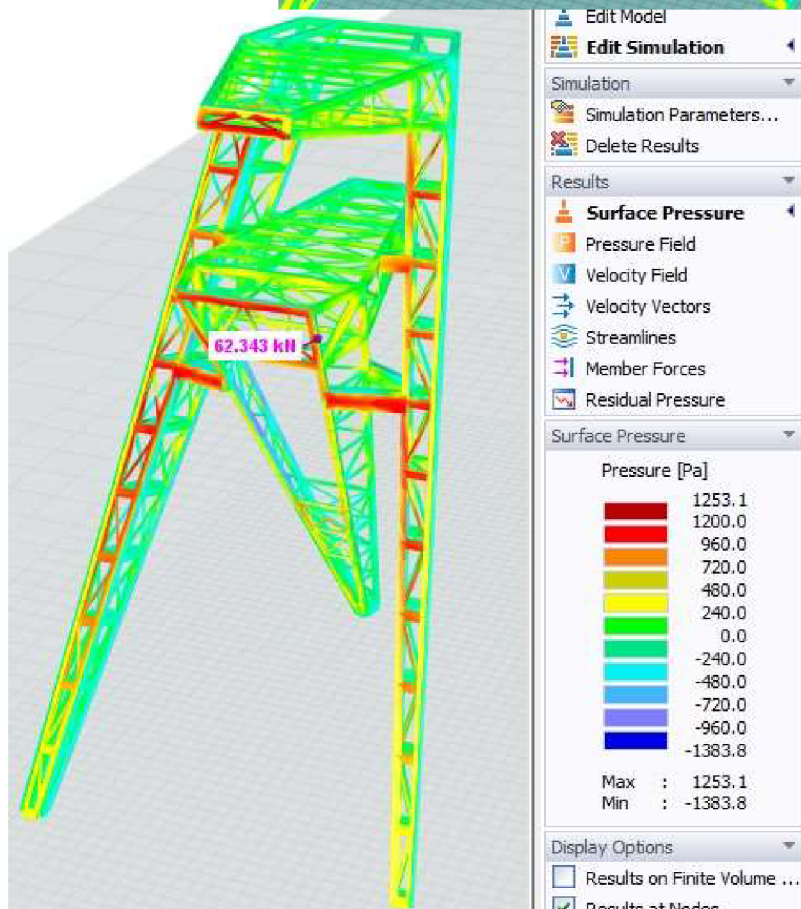 Edit Model
Edit Simulation
Simulation
Simulation Parameters...
Delete Results
Results
Surface Pressure
P Pressure Field
V Velocity Field
Velocity Vectors
Streamlines
Member Forces
Residual Pressure
Surface Pressure
Pressure [Pa]
1253.1
1200.0
960.0
720.0
480.0
240.0
0.0
-240.0
-480.0
-720.0
-960.0
-1383.8
Max : 1253.1
Min : -1383.8
Display Options
Results on Finite Volume ...
Results at Nodes
62.343 kN